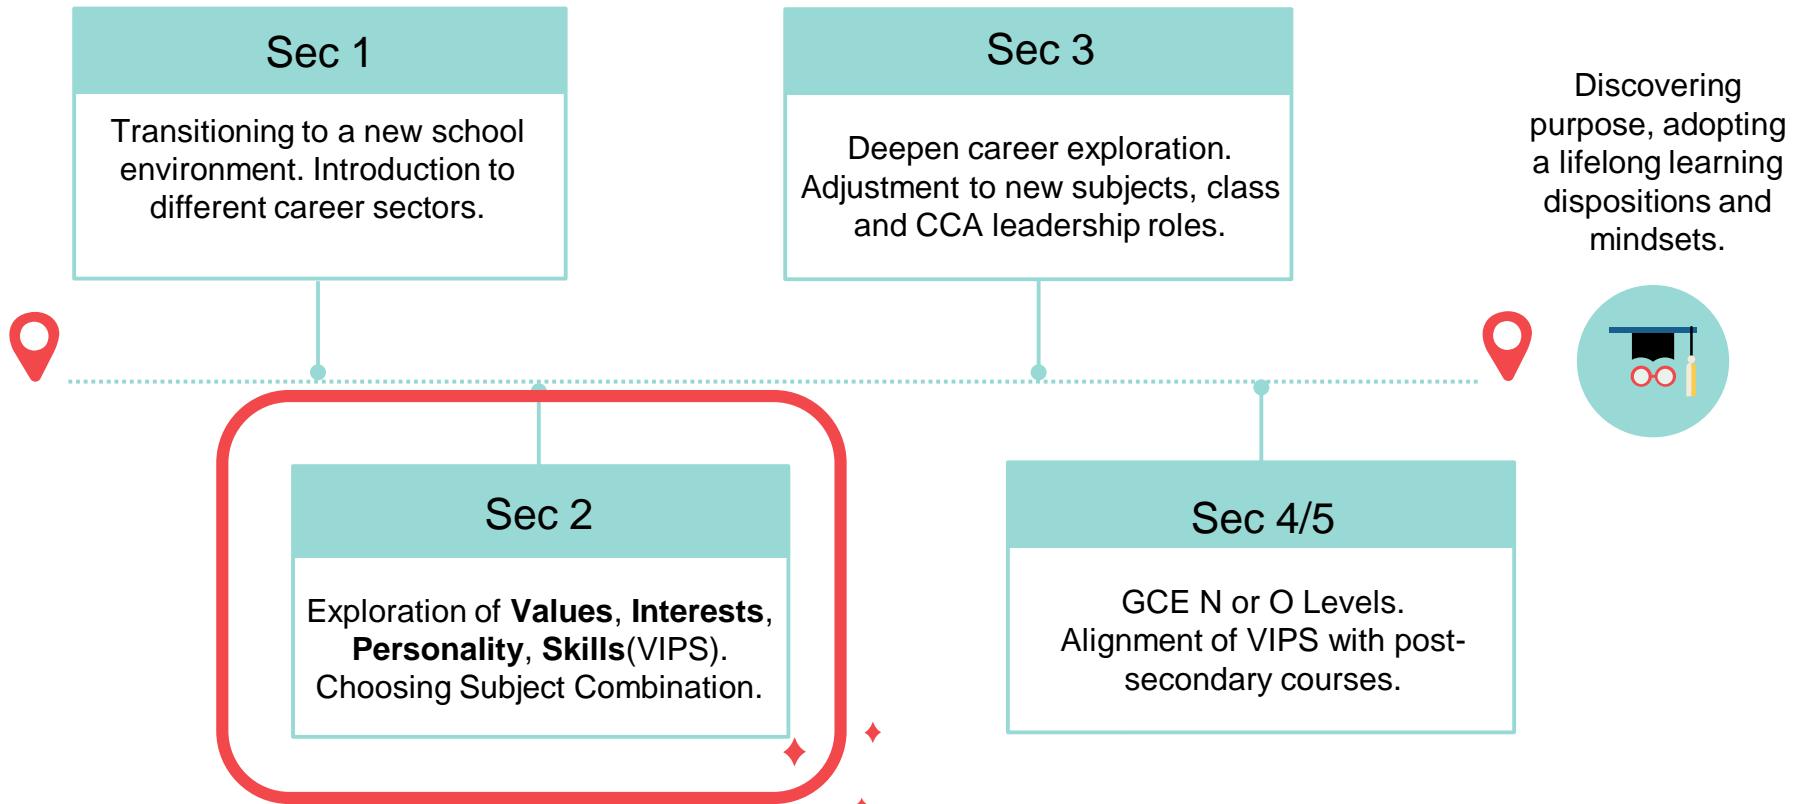 Sec 1
Transitioning to a new school
environment. Introduction to
different career sectors.
Sec 3
Deepen career exploration.
Adjustment to new subjects, class
and CCA leadership roles.
Discovering
purpose, adopting
a lifelong learning
dispositions and
mindsets.
Sec 2
Exploration of Values, Interests,
Personality, Skills(VIPS).
Choosing Subject Combination.
Sec 4/5
GCE N or O Levels.
Alignment of VIPS with post-
secondary courses.